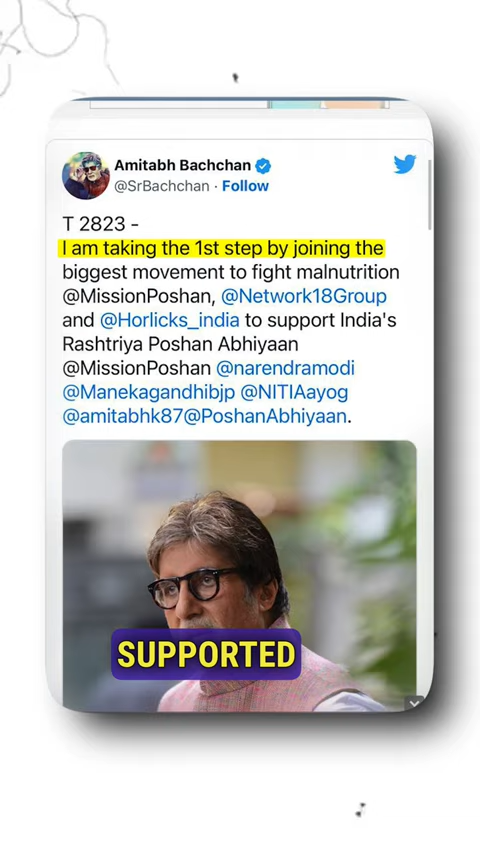 Amitabh Bachchan
@SrBachchan · Follow
T 2823 -
I am taking the 1st step by joining the
biggest movement to fight malnutrition
@MissionPoshan, @Network18Group
and @Horlicks_india to support India's
Rashtriya Poshan Abhiyaan
@MissionPoshan @narendramodi
@Manekagandhibjp @NITIAayog
@amitabhk87@PoshanAbhiyaan.
SUPPORTED